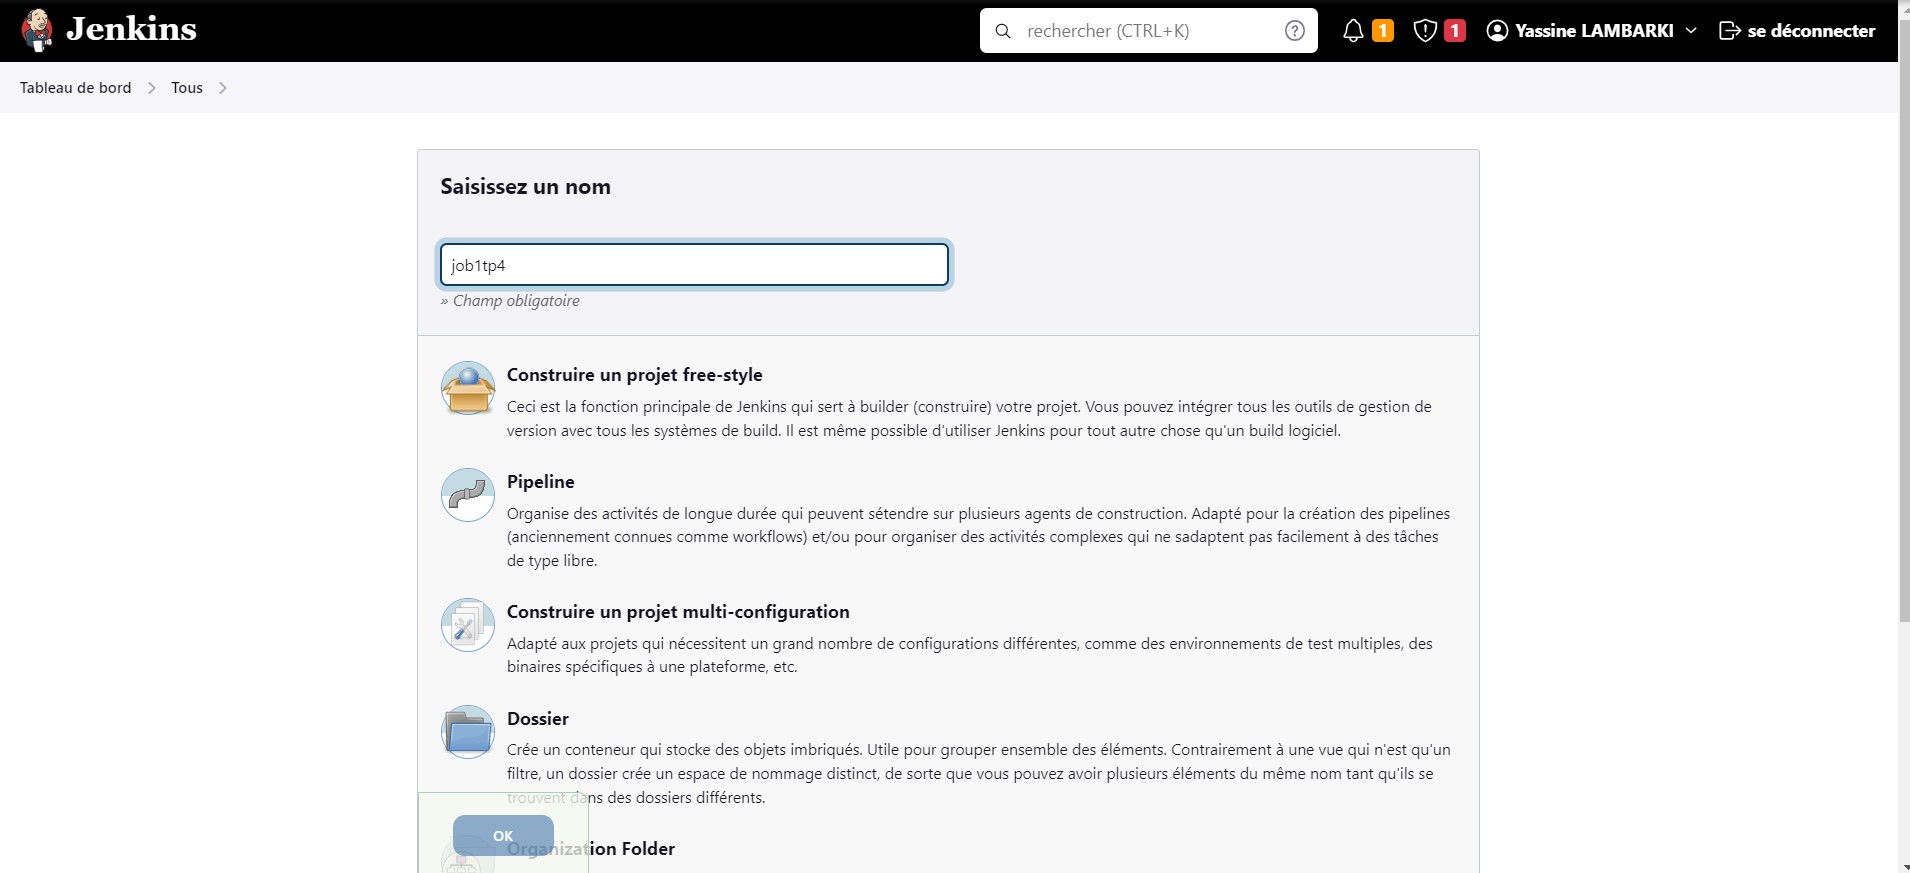 Jenkins
rechercher (CTRL+K)
1
1
Yassine LAMBARKI
se déconnecter
Tableau de bord
Tous
Saisissez un nom
job1tp4
» Champ obligatoire
Construire un projet free-style
Ceci est la fonction principale de Jenkins qui sert à builder (construire) votre projet. Vous pouvez intégrer tous les outils de gestion de
version avec tous les systèmes de build. Il est même possible d'utiliser Jenkins pour tout autre chose qu'un build logiciel.
Pipeline
Organise des activités de longue durée qui peuvent sétendre sur plusieurs agents de construction. Adapté pour la création des pipelines
(anciennement connues comme workflows) et/ou pour organiser des activités complexes qui ne sadaptent pas facilement à des tâches
de type libre.
Construire un projet multi-configuration
Adapté aux projets qui nécessitent un grand nombre de configurations différentes, comme des environnements de test multiples, des
binaires spécifiques à une plateforme, etc.
Dossier
Crée un conteneur qui stocke des objets imbriqués. Utile pour grouper ensemble des éléments. Contrairement à une vue qui n'est qu'un
filtre, un dossier crée un espace de nommage distinct, de sorte que vous pouvez avoir plusieurs éléments du même nom tant qu'ils se
trouvent dans des dossiers différents.
OK
Organization Folder